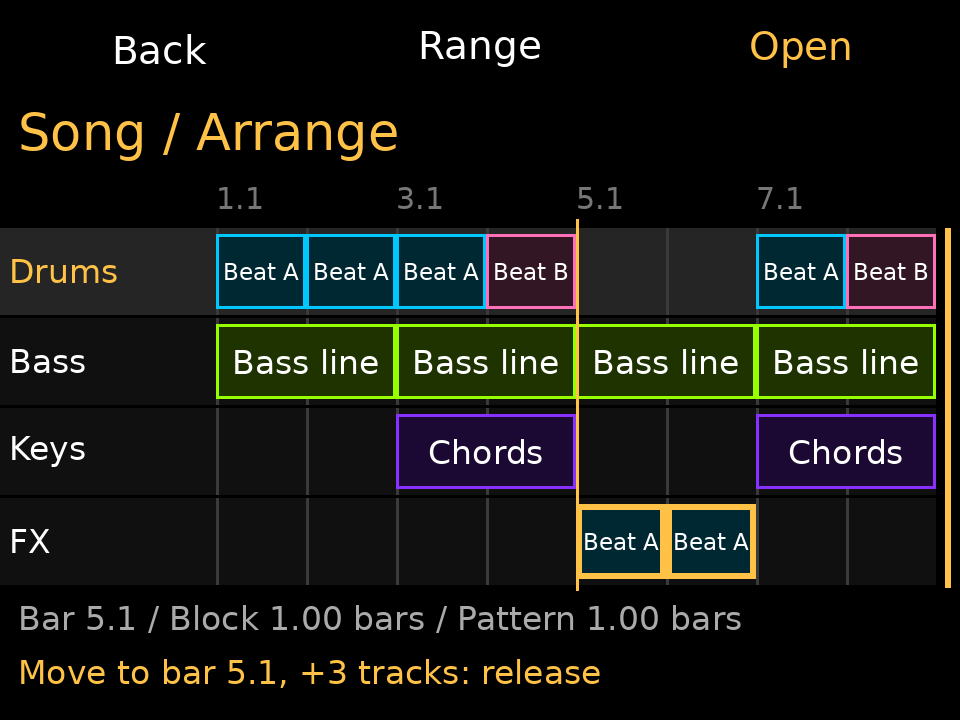 Back Range Open
Song / Arrange
1.1 3.1 5.1 7.1
Drums Beat A Beat A Beat A Beat B Beat A Beat B
Bass Bass line Bass line Bass line Bass line
Keys Chords Chords
FX Beat A Beat A
Bar 5.1 / Block 1.00 bars / Pattern 1.00 bars
Move to bar 5.1, +3 tracks: release